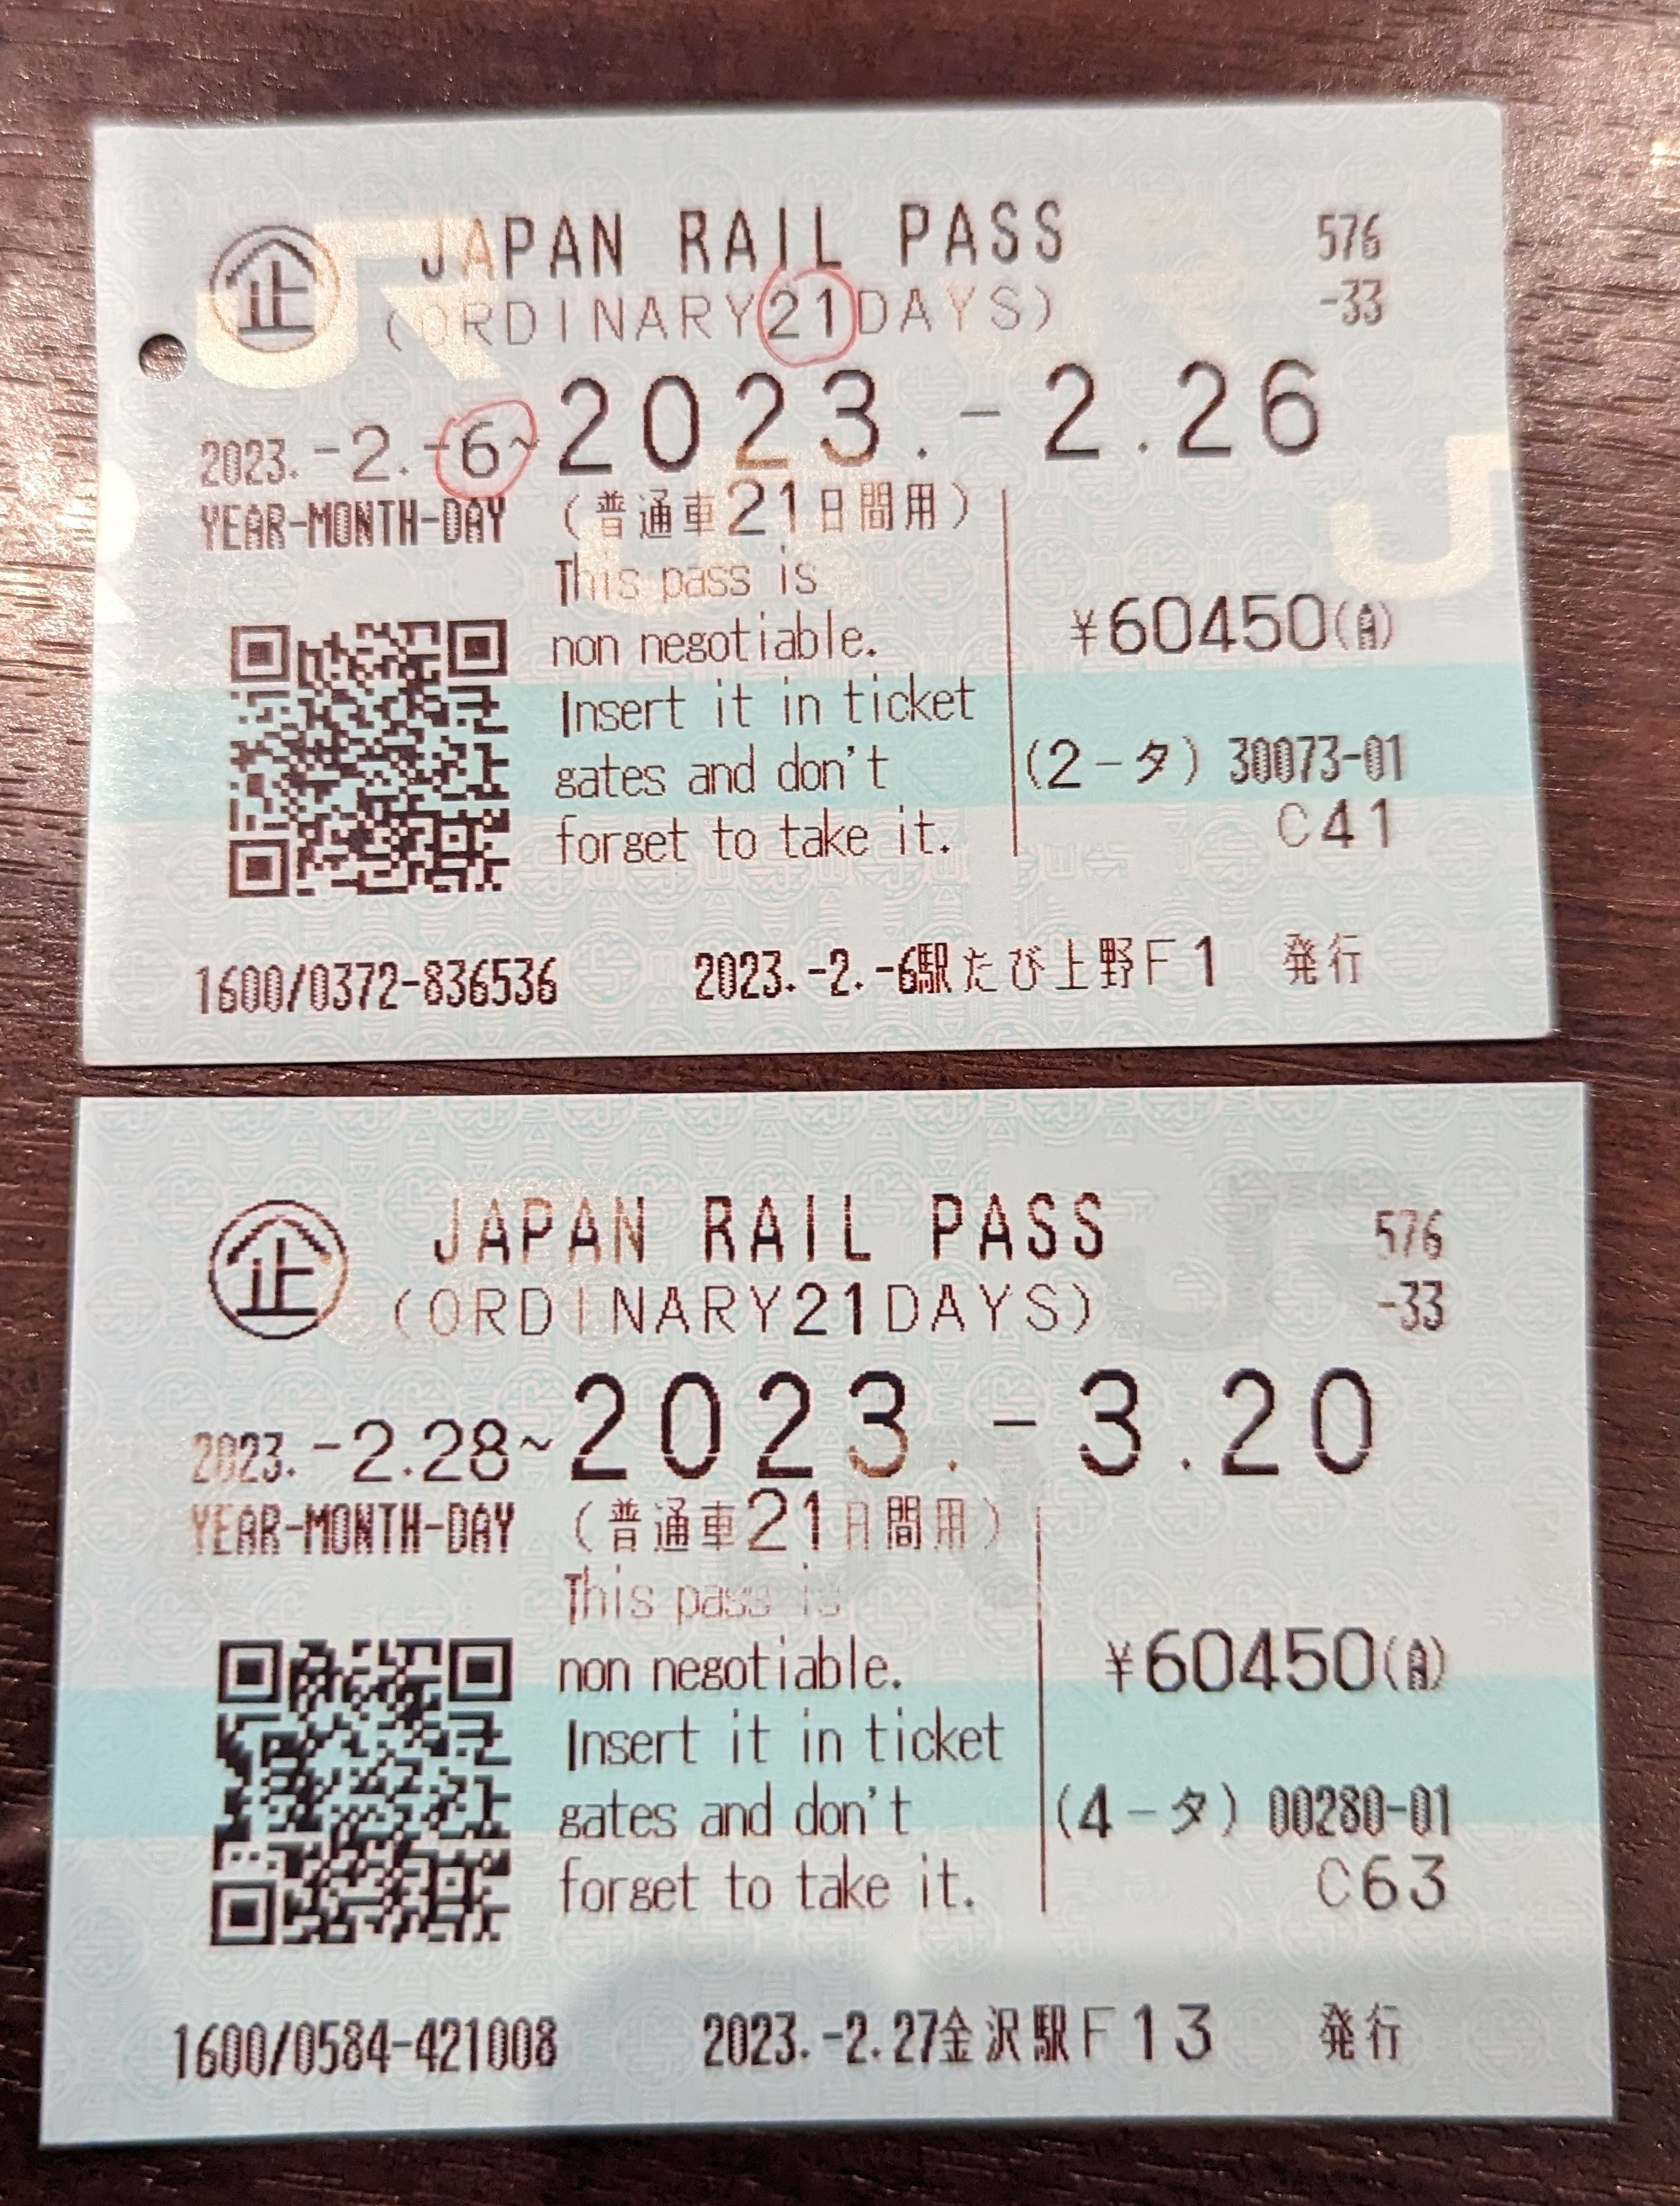 企 JAPAN RAIL PASS 576
(ORDINARY21DAYS) -33
2023.-2.-6~2023.-2.26
YEAR-MONTH-DAY (普通車21日間用)
This pass is
non negotiable. ¥60450
Insert it in ticket
gates and don't (2-タ) 30073-01
forget to take it. C41
1600/0372-836536 2023.-2.-6駅たび上野F1 発行
企 JAPAN RAIL PASS 576
(ORDINARY21DAYS) -33
2023.-2.28~2023.-3.20
YEAR-MONTH-DAY (普通車21日間用)
This pass is
non negotiable. ¥60450
Insert it in ticket
gates and don't (4-タ) 00280-01
forget to take it. C63
1600/0584-421008 2023.-2.27金沢駅F13 発行